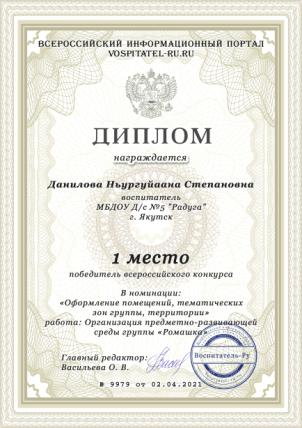 ВСЕРОССИЙСКИЙ ИНФОРМАЦИОННЫЙ ПОРТАЛ
VOSPITATEL-RU.RU
ДИПЛОМ
награждается
Данилова Ньургуйаана Степановна
воспитатель
МБДОУ Д/с №5 "Радуга"
г. Якутск
1 место
победитель всероссийского конкурса
В номинации:
«Оформление помещений, тематических
зон группы, территории»
работа: Организация предметно-развивающей
среды группы «Ромашка»
Главный редактор:
Васильева О. В.
Воспитатель-Ру
№ 9979 от 02.04.2021